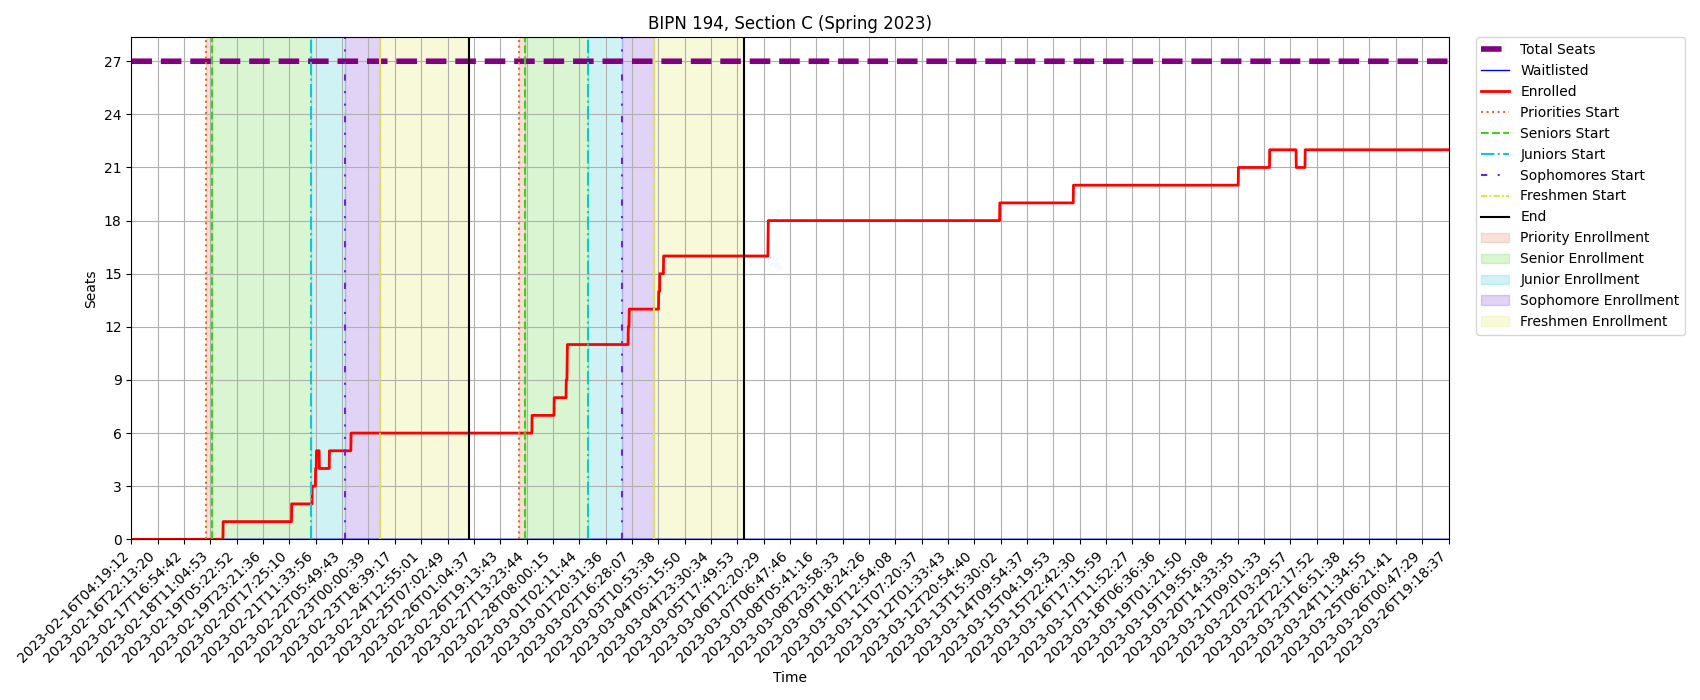 BIPN 194, Section C (Spring 2023)
Seats
27
24
21
18
15
12
9
6
3
0
2023-02-16T04:19:12
2023-02-16T22:13:20
2023-02-17T16:54:42
2023-02-18T11:04:53
2023-02-19T05:22:52
2023-02-19T23:21:36
2023-02-20T17:25:10
2023-02-21T11:33:56
2023-02-22T05:49:43
2023-02-23T00:00:39
2023-02-23T18:39:17
2023-02-24T12:55:01
2023-02-25T07:02:49
2023-02-26T01:04:37
2023-02-26T19:13:43
2023-02-27T13:23:44
2023-02-28T08:00:15
2023-03-01T02:11:44
2023-03-01T20:31:36
2023-03-02T16:28:07
2023-03-03T10:53:38
2023-03-04T05:15:50
2023-03-04T23:30:34
2023-03-05T17:49:53
2023-03-06T12:20:29
2023-03-07T06:47:46
2023-03-08T05:41:16
2023-03-08T23:58:33
2023-03-09T18:24:26
2023-03-10T12:54:08
2023-03-11T07:20:37
2023-03-12T01:33:43
2023-03-12T20:54:40
2023-03-13T15:30:02
2023-03-14T09:54:37
2023-03-15T04:19:53
2023-03-15T22:42:30
2023-03-16T17:15:59
2023-03-17T11:52:27
2023-03-18T06:36:36
2023-03-19T01:21:50
2023-03-19T19:55:08
2023-03-20T14:33:35
2023-03-21T09:01:33
2023-03-22T03:29:57
2023-03-22T22:17:52
2023-03-23T16:51:38
2023-03-24T11:34:55
2023-03-25T06:21:41
2023-03-26T00:47:29
2023-03-26T19:18:37
Time
Total Seats
Waitlisted
Enrolled
Priorities Start
Seniors Start
Juniors Start
Sophomores Start
Freshmen Start
End
Priority Enrollment
Senior Enrollment
Junior Enrollment
Sophomore Enrollment
Freshmen Enrollment